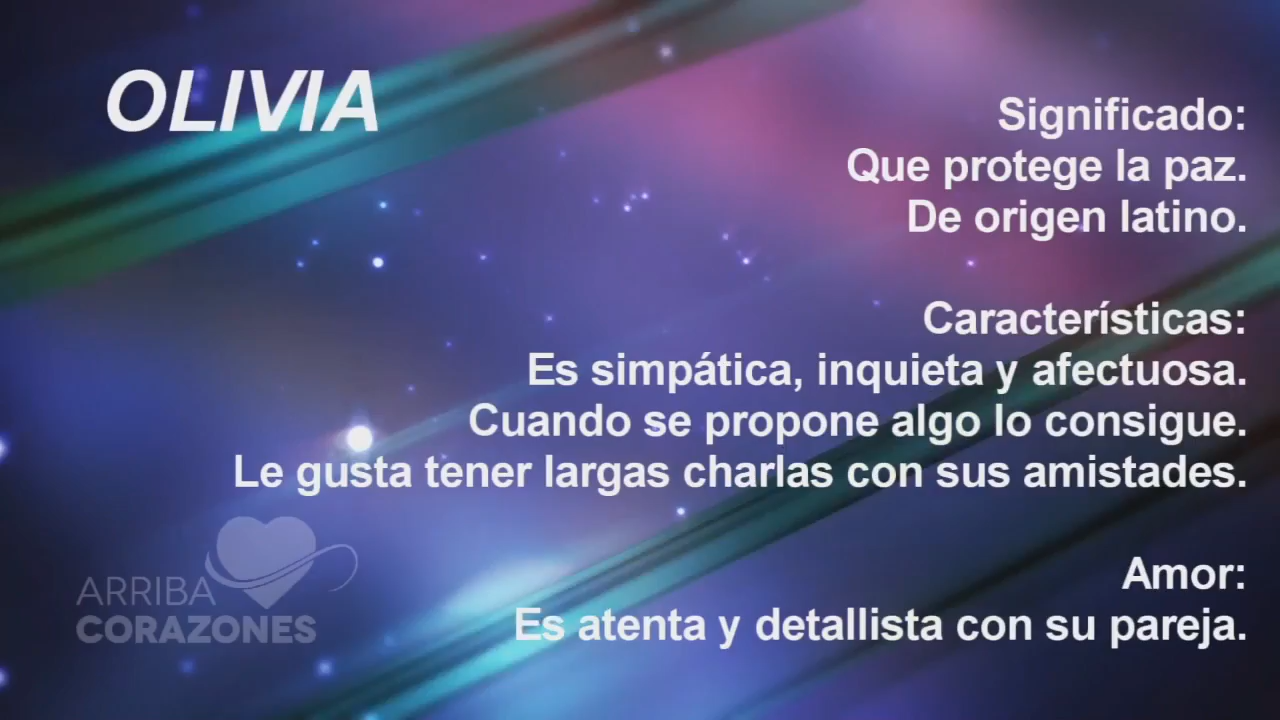 OLIVIA
Significado:
Que protege la paz.
De origen latino.
Características:
Es simpática, inquieta y afectuosa.
Cuando se propone algo lo consigue.
Le gusta tener largas charlas con sus amistades.
Amor:
Es atenta y detallista con su pareja.
ARRIBA
CORAZONES